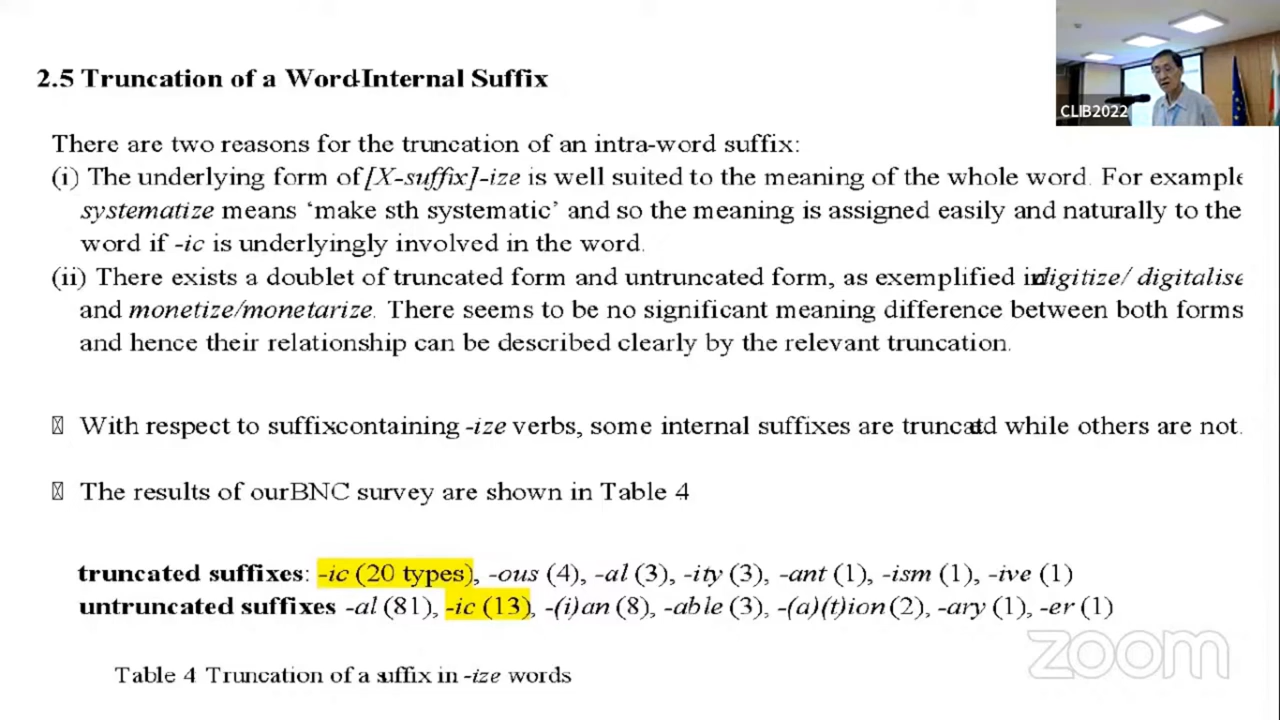 2.5 Truncation of a Word-Internal Suffix
CLIB2022
There are two reasons for the truncation of an intra-word suffix:
(i) The underlying form of [X-suffix]-ize is well suited to the meaning of the whole word. For example
systematize means ‘make sth systematic’ and so the meaning is assigned easily and naturally to the
word if -ic is underlyingly involved in the word.
(ii) There exists a doublet of truncated form and untruncated form, as exemplified in digitize/ digitalise
and monetize/monetarize. There seems to be no significant meaning difference between both forms
and hence their relationship can be described clearly by the relevant truncation.
With respect to suffixcontaining -ize verbs, some internal suffixes are truncated while others are not.
The results of ourBNC survey are shown in Table 4
truncated suffixes: -ic (20 types), -ous (4), -al (3), -ity (3), -ant (1), -ism (1), -ive (1)
untruncated suffixes -al (81), -ic (13), -(i)an (8), -able (3), -(a)(t)ion (2), -ary (1), -er (1)
zoom
Table 4 Truncation of a suffix in -ize words